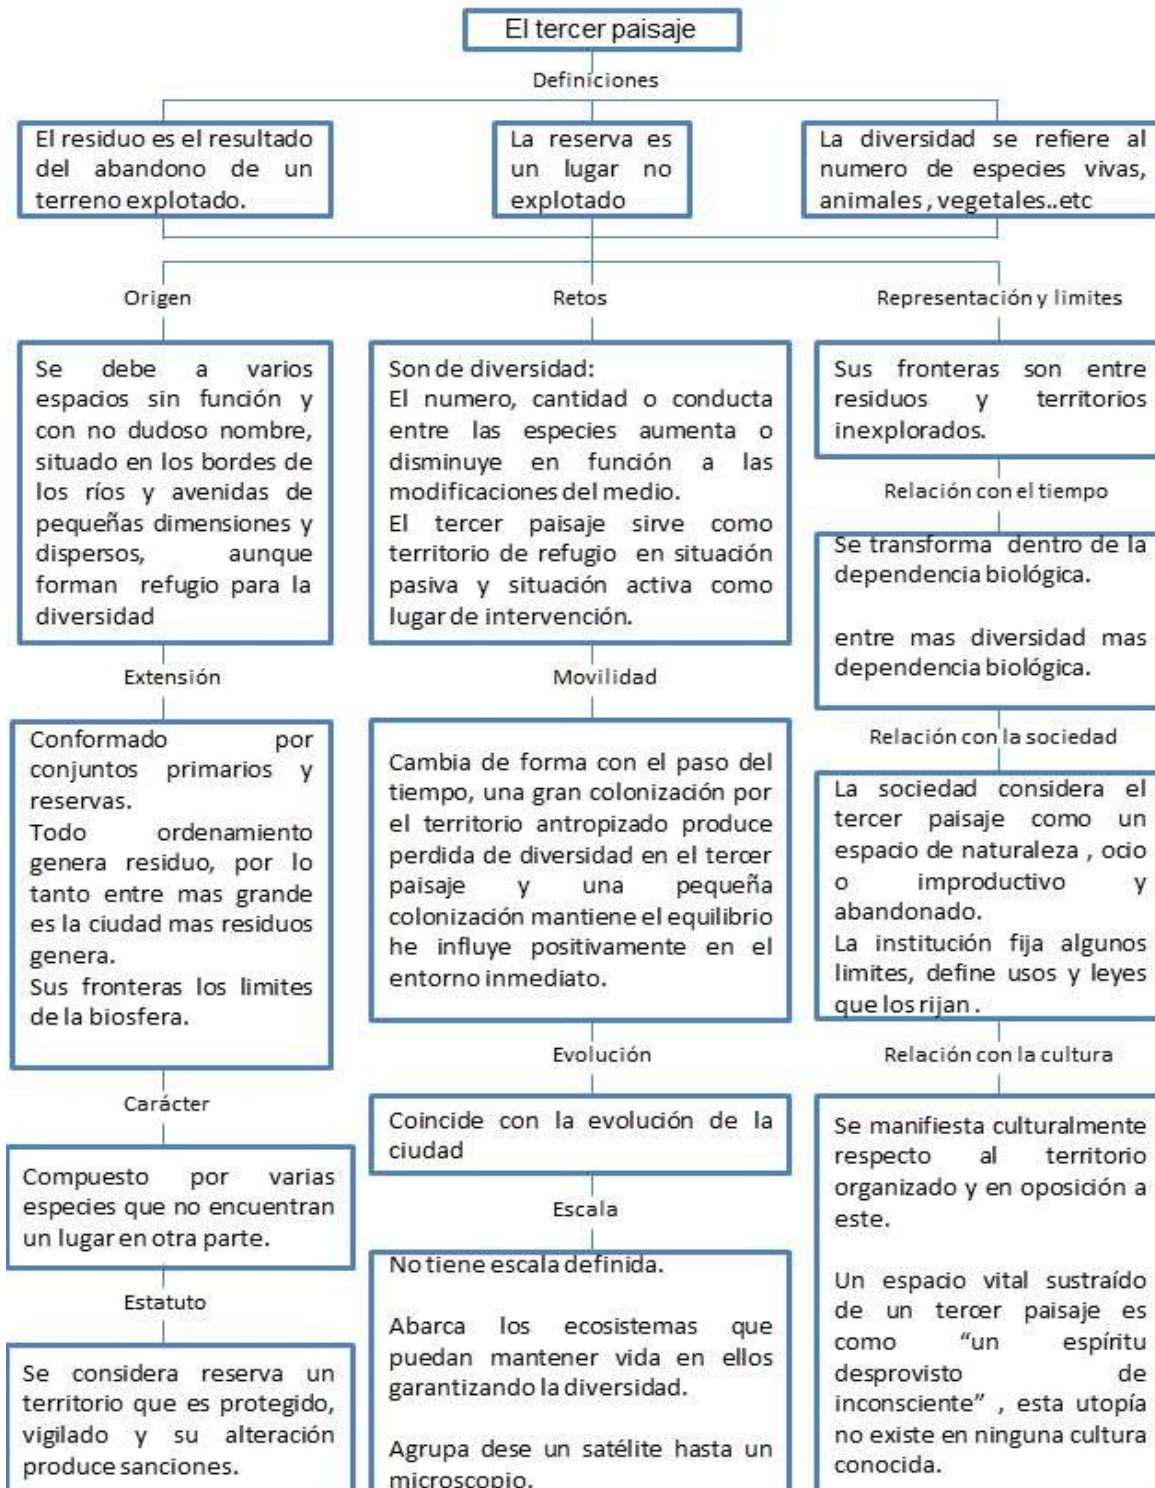 El tercer paisaje
Definiciones
El residuo es el resultado
del abandono de un
terreno explotado.
La reserva es
un lugar no
explotado
La diversidad se refiere al
numero de especies vivas,
animales , vegetales..etc
Origen
Se debe a varios
espacios sin función y
con no dudoso nombre,
situado en los bordes de
los ríos y avenidas de
pequeñas dimensiones y
dispersos, aunque
forman refugio para la
diversidad
Extensión
Conformado por
conjuntos primarios y
reservas.
Todo ordenamiento
genera residuo, por lo
tanto entre mas grande
es la ciudad mas residuos
genera.
Sus fronteras los limites
de la biosfera.
Carácter
Compuesto por varias
especies que no encuentran
un lugar en otra parte.
Estatuto
Se considera reserva un
territorio que es protegido,
vigilado y su alteración
produce sanciones.
Retos
Son de diversidad:
El numero, cantidad o conducta
entre las especies aumenta o
disminuye en función a las
modificaciones del medio.
El tercer paisaje sirve como
territorio de refugio en situación
pasiva y situación activa como
lugar de intervención.
Movilidad
Cambia de forma con el paso del
tiempo, una gran colonización por
el territorio antropizado produce
perdida de diversidad en el tercer
paisaje y una pequeña
colonización mantiene el equilibrio
he influye positivamente en el
entorno inmediato.
Evolución
Coincide con la evolución de la
ciudad
Escala
No tiene escala definida.
Abarca los ecosistemas que
puedan mantener vida en ellos
garantizando la diversidad.
Agrupa dese un satélite hasta un
microscopio.
Representación y limites
Sus fronteras son entre
residuos y territorios
inexplorados.
Relación con el tiempo
Se transforma dentro de la
dependencia biológica.
entre mas diversidad mas
dependencia biológica.
Relación con la sociedad
La sociedad considera el
tercer paisaje como un
espacio de naturaleza , ocio
o improductivo y
abandonado.
La institución fija algunos
limites, define usos y leyes
que los rijan .
Relación con la cultura
Se manifiesta culturalmente
respecto al territorio
organizado y en oposición a
este.
Un espacio vital sustraído
de un tercer paisaje es
como “un espíritu
desprovisto de
inconsciente” , esta utopía
no existe en ninguna cultura
conocida.